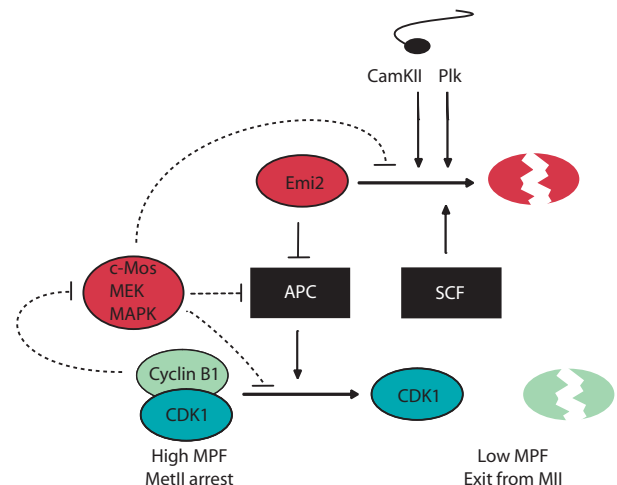 CamKII Plk
Emi2
c-Mos
MEK
MAPK
APC
SCF
Cyclin B1
CDK1
CDK1
High MPF
MetII arrest
Low MPF
Exit from MII